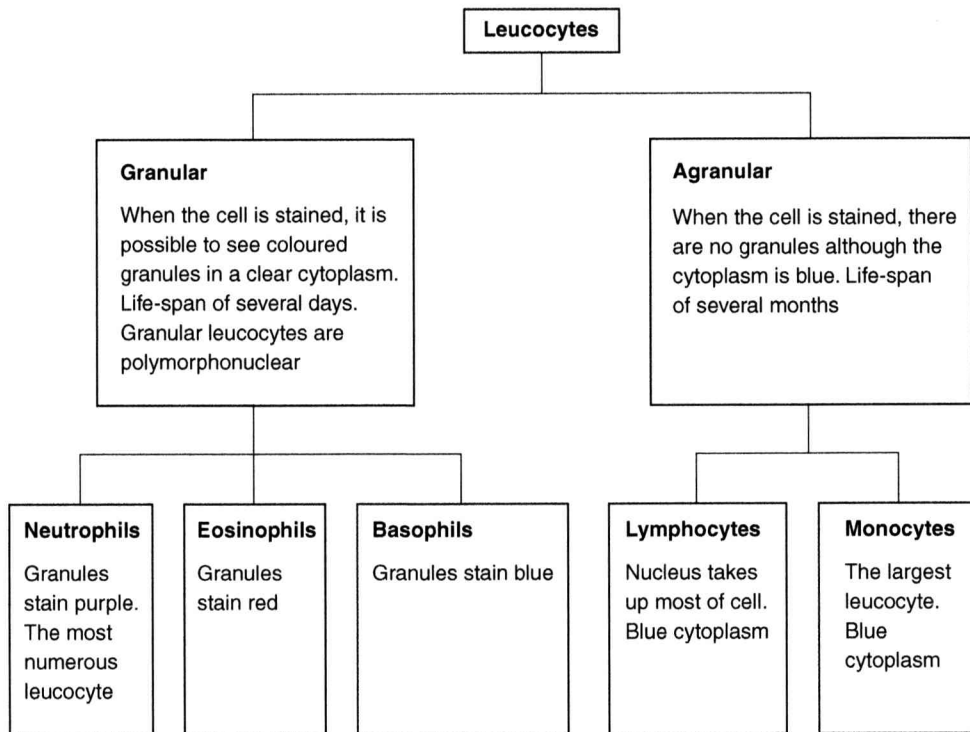 Leucocytes
Granular
When the cell is stained, it is
possible to see coloured
granules in a clear cytoplasm.
Life-span of several days.
Granular leucocytes are
polymorphonuclear
Agranular
When the cell is stained, there
are no granules although the
cytoplasm is blue. Life-span
of several months
Neutrophils
Granules
stain purple.
The most
numerous
leucocyte
Eosinophils
Granules
stain red
Basophils
Granules stain blue
Lymphocytes
Nucleus takes
up most of cell.
Blue cytoplasm
Monocytes
The largest
leucocyte.
Blue
cytoplasm